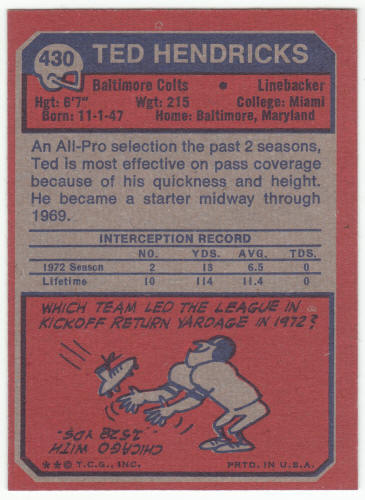 430 TED HENDRICKS
Baltimore Colts • Linebacker
Hgt: 6'7" Wgt: 215 College: Miami
Born: 11-1-47 Home: Baltimore, Maryland
An All-Pro selection the past 2 seasons,
Ted is most effective on pass coverage
because of his quickness and height.
He became a starter midway through
1969.
INTERCEPTION RECORD
NO. YDS. AVG. TDS.
1972 Season 2 13 6.5 0
Lifetime 10 114 11.4 0
WHICH TEAM LED THE LEAGUE IN
KICKOFF RETURN YARDAGE IN 1972?
CHICAGO WITH
2528 YDS.
**© T.C.G., INC. PRTD. IN U.S.A.